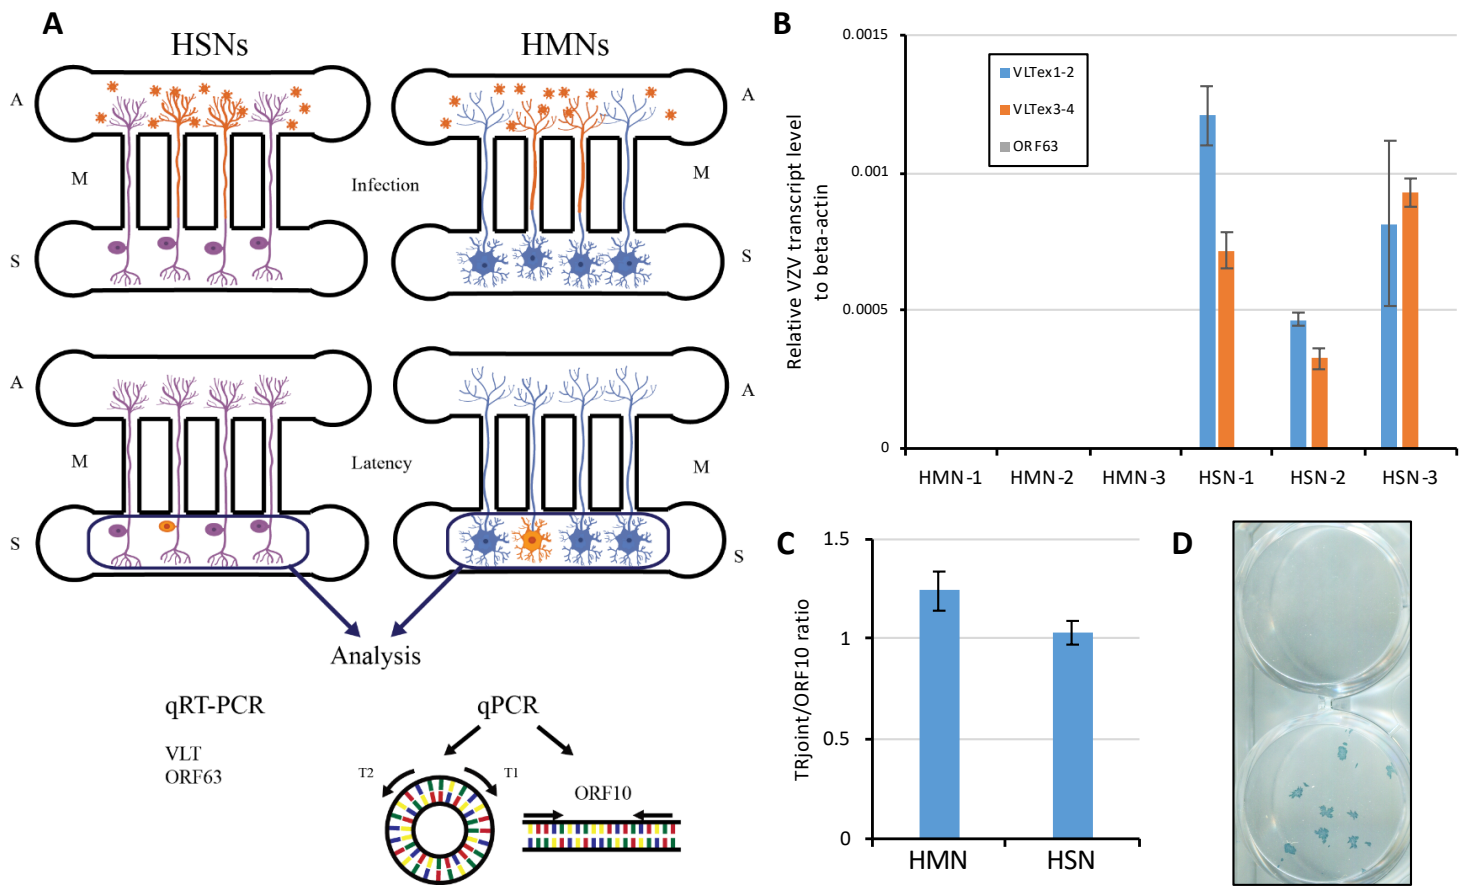 A
HSNs
HMNs
A
A
M
Infection
M
S
S
A
A
M
Latency
M
S
S
Analysis
qRT-PCR
qPCR
VLT
ORF63
T2
T1
ORF10
B
0.0015
VLTex1-2
VLTex3-4
ORF63
Relative VZV transcript level
to beta-actin
0.001
0.0005
0
HMN-1
HMN-2
HMN-3
HSN-1
HSN-2
HSN-3
C
1.5
TRjoint/ORF10 ratio
1
0.5
0
HMN
HSN
D